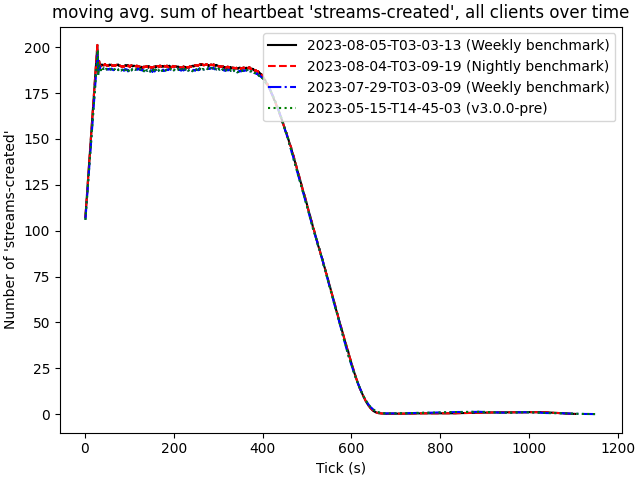 moving avg. sum of heartbeat 'streams-created', all clients over time
2023-08-05-T03-03-13 (Weekly benchmark)
2023-08-04-T03-09-19 (Nightly benchmark)
2023-07-29-T03-03-09 (Weekly benchmark)
2023-05-15-T14-45-03 (v3.0.0-pre)
Number of 'streams-created'
200
175
150
125
100
75
50
25
0
0 200 400 600 800 1000 1200
Tick (s)